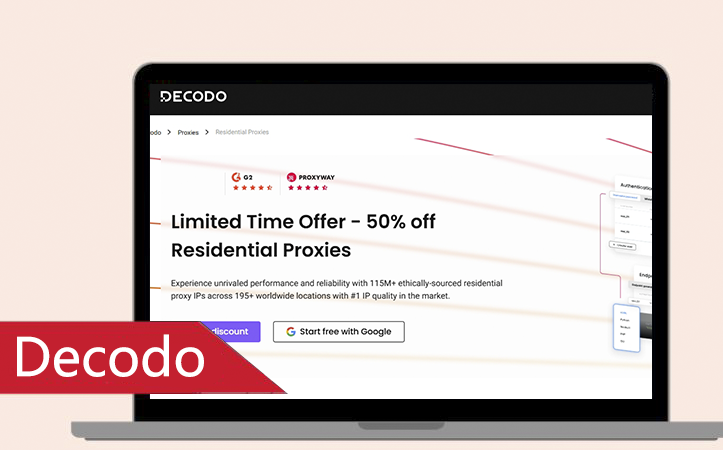 DECODO
odo > Proxies > Residential Proxies
G2 PROXYWAY
Limited Time Offer - 50% off
Residential Proxies
Experience unrivaled performance and reliability with 115M+ ethically-sourced residential
proxy IPs across 195+ worldwide locations with #1 IP quality in the market.
discount Start free with Google
Authentication
Endp
Decodo